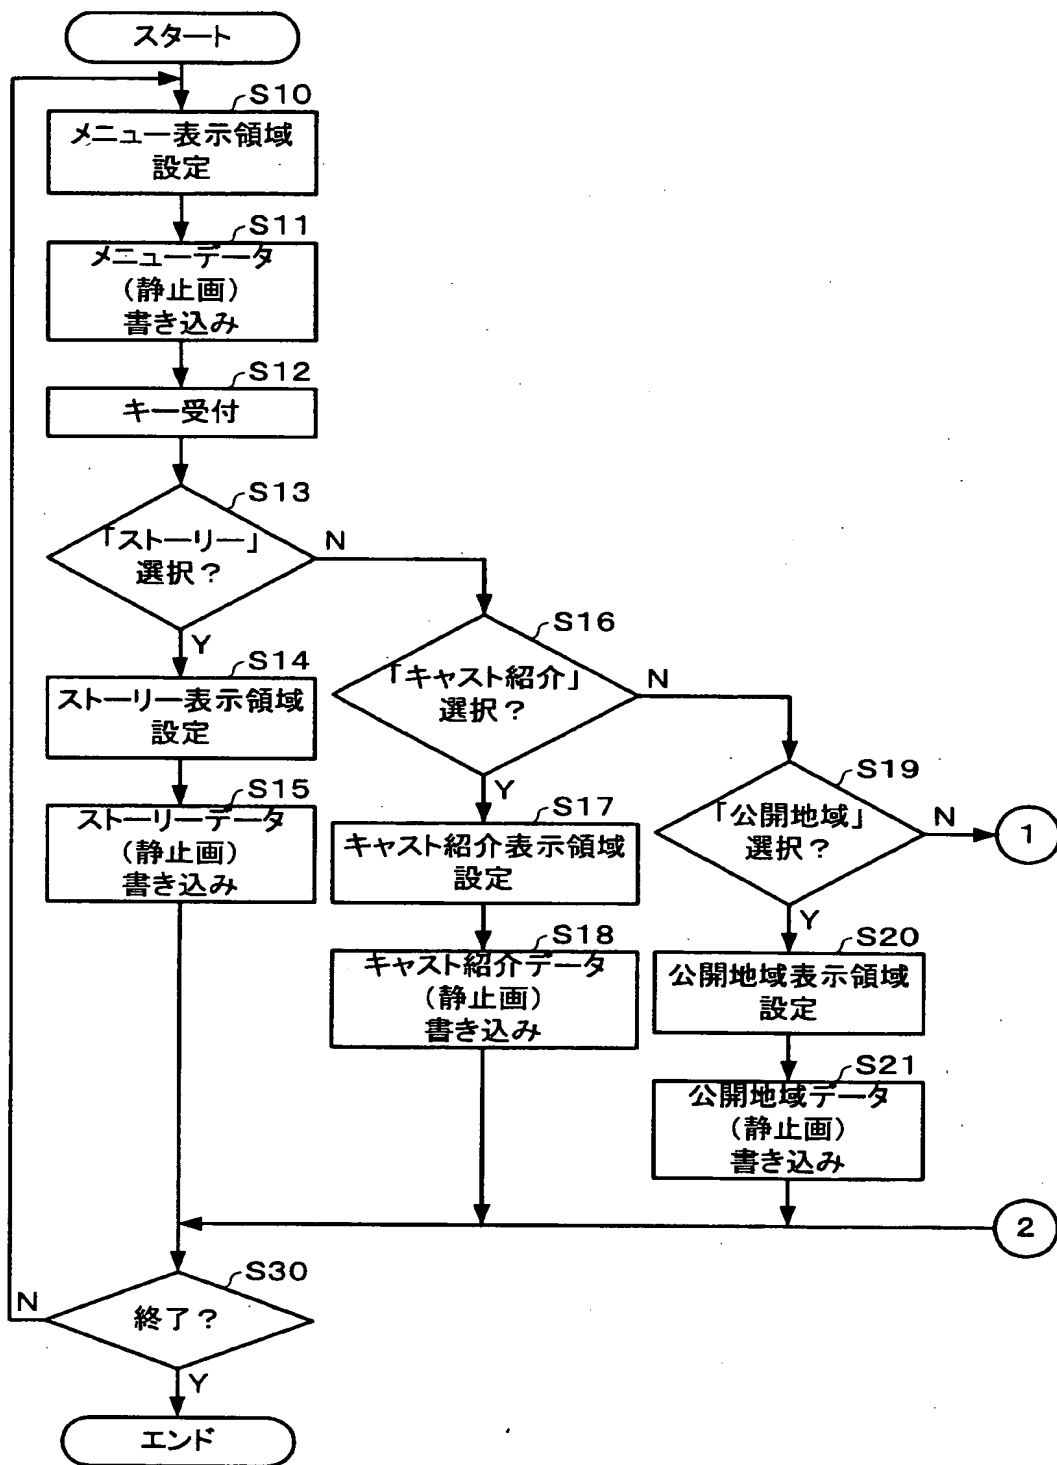 スタート
S10
メニュー表示領域
設定
S11
メニューデータ
(静止画)
書き込み
S12
キー受付
S13
「ストーリー」
選択?
N
Y
S14
ストーリー表示領域
設定
S15
ストーリーデータ
(静止画)
書き込み
S16
「キャスト紹介」
選択?
N
Y
S17
キャスト紹介表示領域
設定
S18
キャスト紹介データ
(静止画)
書き込み
S19
「公開地域」
選択?
N
1
Y
S20
公開地域表示領域
設定
S21
公開地域データ
(静止画)
書き込み
2
S30
終了?
N
Y
エンド